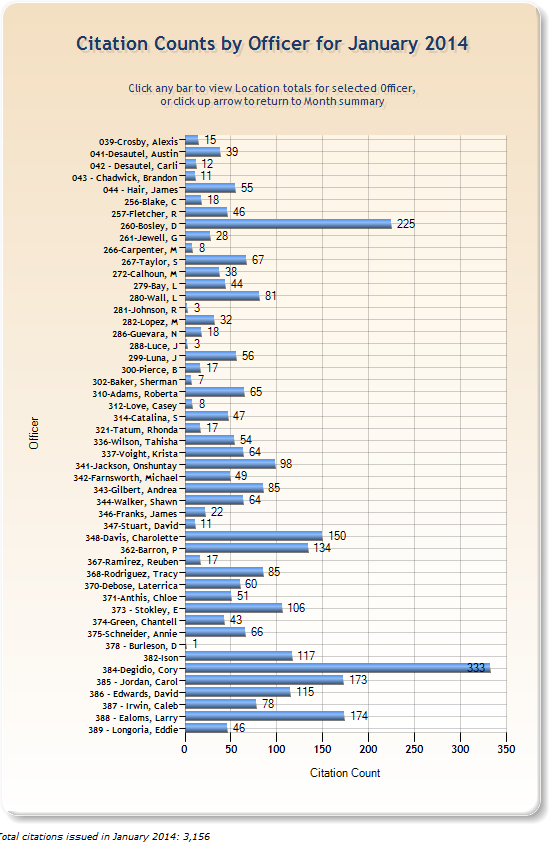 Citation Counts by Officer for January 2014
Click any bar to view Location totals for selected Officer,
or click up arrow to return to Month summary
039-Crosby, Alexis 15
041-Desautel, Austin 39
042 - Desautel, Carli 12
043 - Chadwick, Brandon 11
044 - Hair, James 55
256-Blake, C 18
257-Fletcher, R 46
260-Bosley, D 225
261-Jewell, G 28
266-Carpenter, M 8
267-Taylor, S 67
272-Calhoun, M 38
279-Bay, L 44
280-Wall, L 81
281-Johnson, R 3
282-Lopez, M 32
286-Guevara, N 18
288-Luce, J 3
299-Luna, J 56
300-Pierce, B 17
302-Baker, Sherman 7
310-Adams, Roberta 65
312-Love, Casey 8
314-Catalina, S 47
321-Tatum, Rhonda 17
336-Wilson, Tahisha 54
337-Voight, Krista 64
341-Jackson, Onshuntay 98
342-Farnsworth, Michael 49
343-Gilbert, Andrea 85
344-Walker, Shawn 64
346-Franks, James 22
347-Stuart, David 11
348-Davis, Charolette 150
362-Barron, P 134
367-Ramirez, Reuben 17
368-Rodriguez, Tracy 85
370-Debose, Laterrica 60
371-Anthis, Chloe 51
373 - Stokley, E 106
374-Green, Chantell 43
375-Schneider, Annie 66
378 - Burleson, D 1
382-Ison 117
384-Degidio, Cory 333
385 - Jordan, Carol 173
386 - Edwards, David 115
387 - Irwin, Caleb 78
388 - Ealoms, Larry 174
389 - Longoria, Eddie 46
Officer
0 50 100 150 200 250 300 350
Citation Count
Total citations issued in January 2014: 3,156